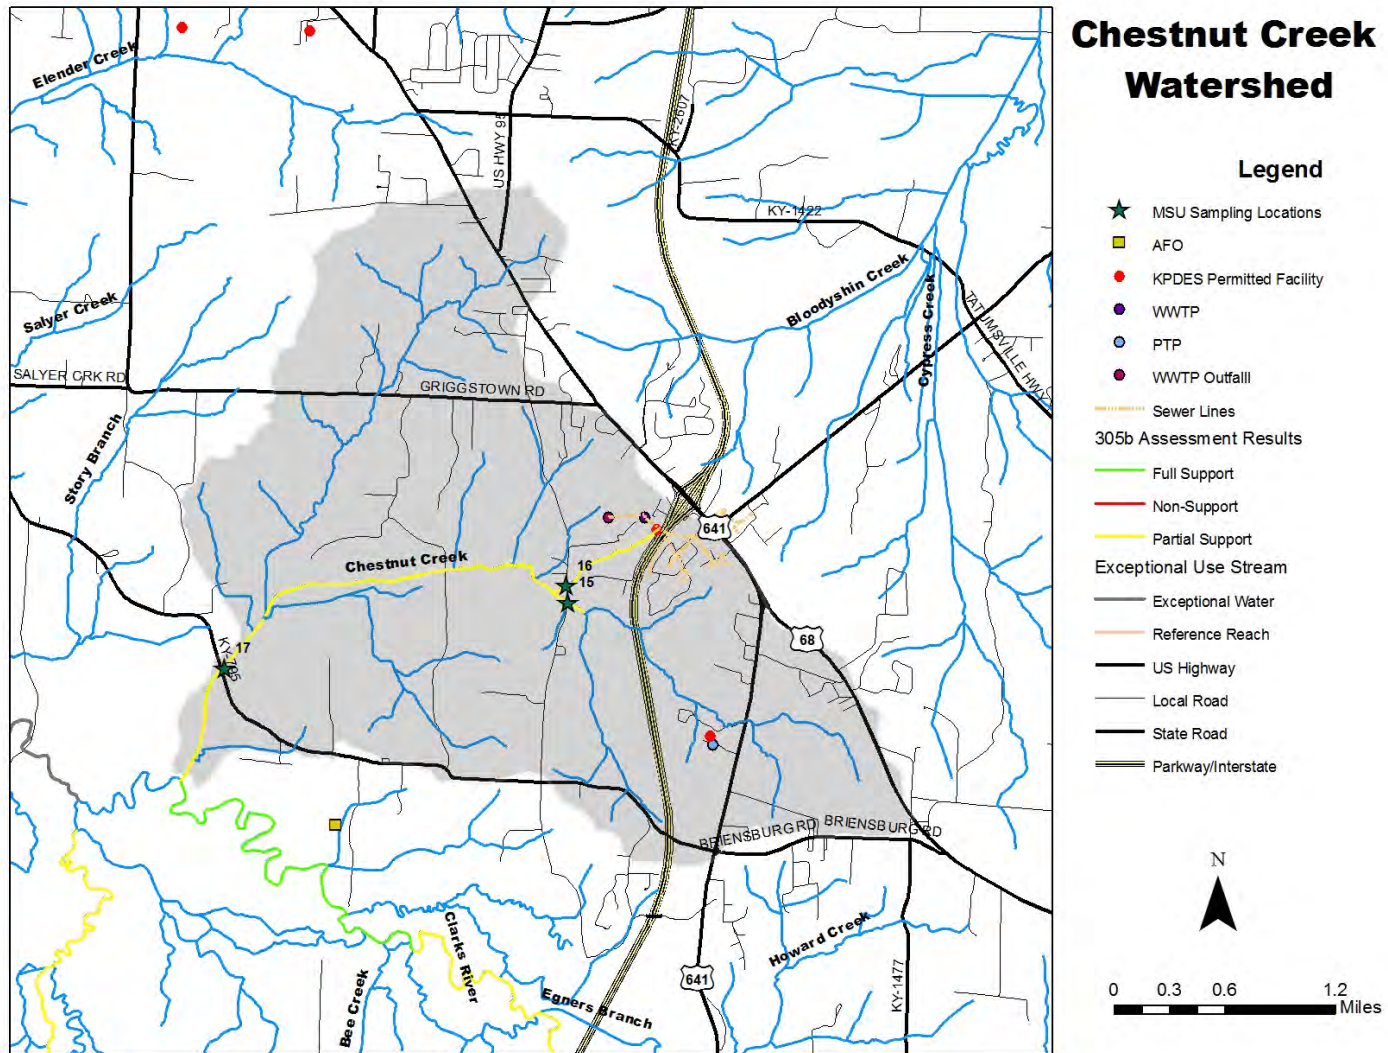 Chestnut Creek
Watershed
Legend
MSU Sampling Locations
AFO
KPDES Permitted Facility
WWTP
PTP
WWTP Outfalll
Sewer Lines
305b Assessment Results
Full Support
Non-Support
Partial Support
Exceptional Use Stream
Exceptional Water
Reference Reach
US Highway
Local Road
State Road
Parkway/Interstate
N
0 0.3 0.6 1.2
Miles
Elender Creek
US HWY 95
KY-2607
KY-1422
Bloodyshin Creek
Cypress Creek
TATUMSVILLE HWY
Salyer Creek
SALYER CRK RD
GRIGGSTOWN RD
Story Branch
641
Chestnut Creek
16
15
17
KY-795
68
BRIENSBURG RD
BRIENSBURG RD
Clarks River
Howard Creek
Bee Creek
Egners Branch
641
KY-1477